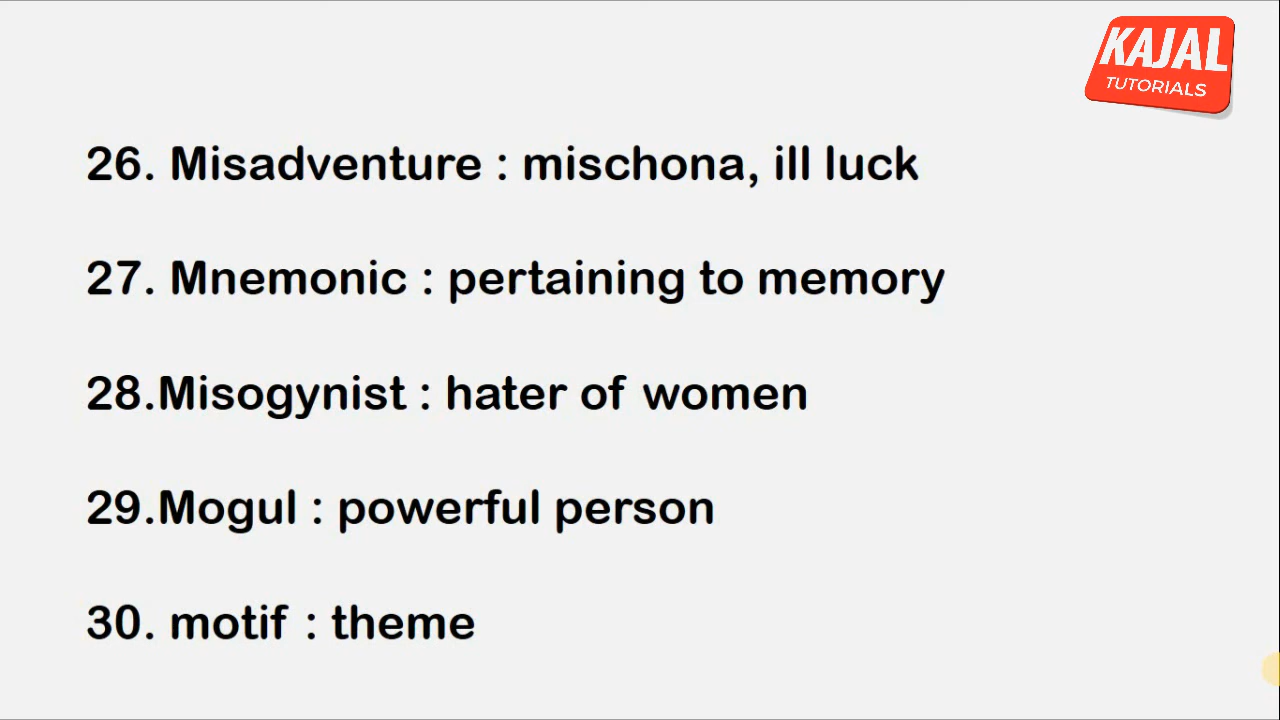 KAJAL
TUTORIALS
26. Misadventure : mischona, ill luck
27. Mnemonic : pertaining to memory
28.Misogynist : hater of women
29.Mogul : powerful person
30. motif : theme